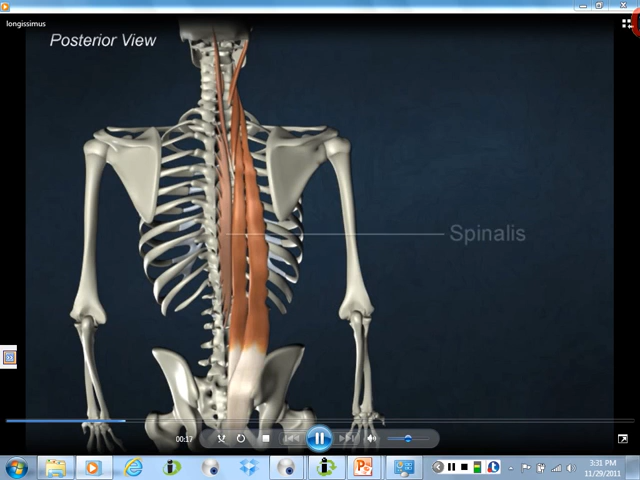 longissimus
Posterior View
Spinalis
00:17
3:31 PM
11/29/2011